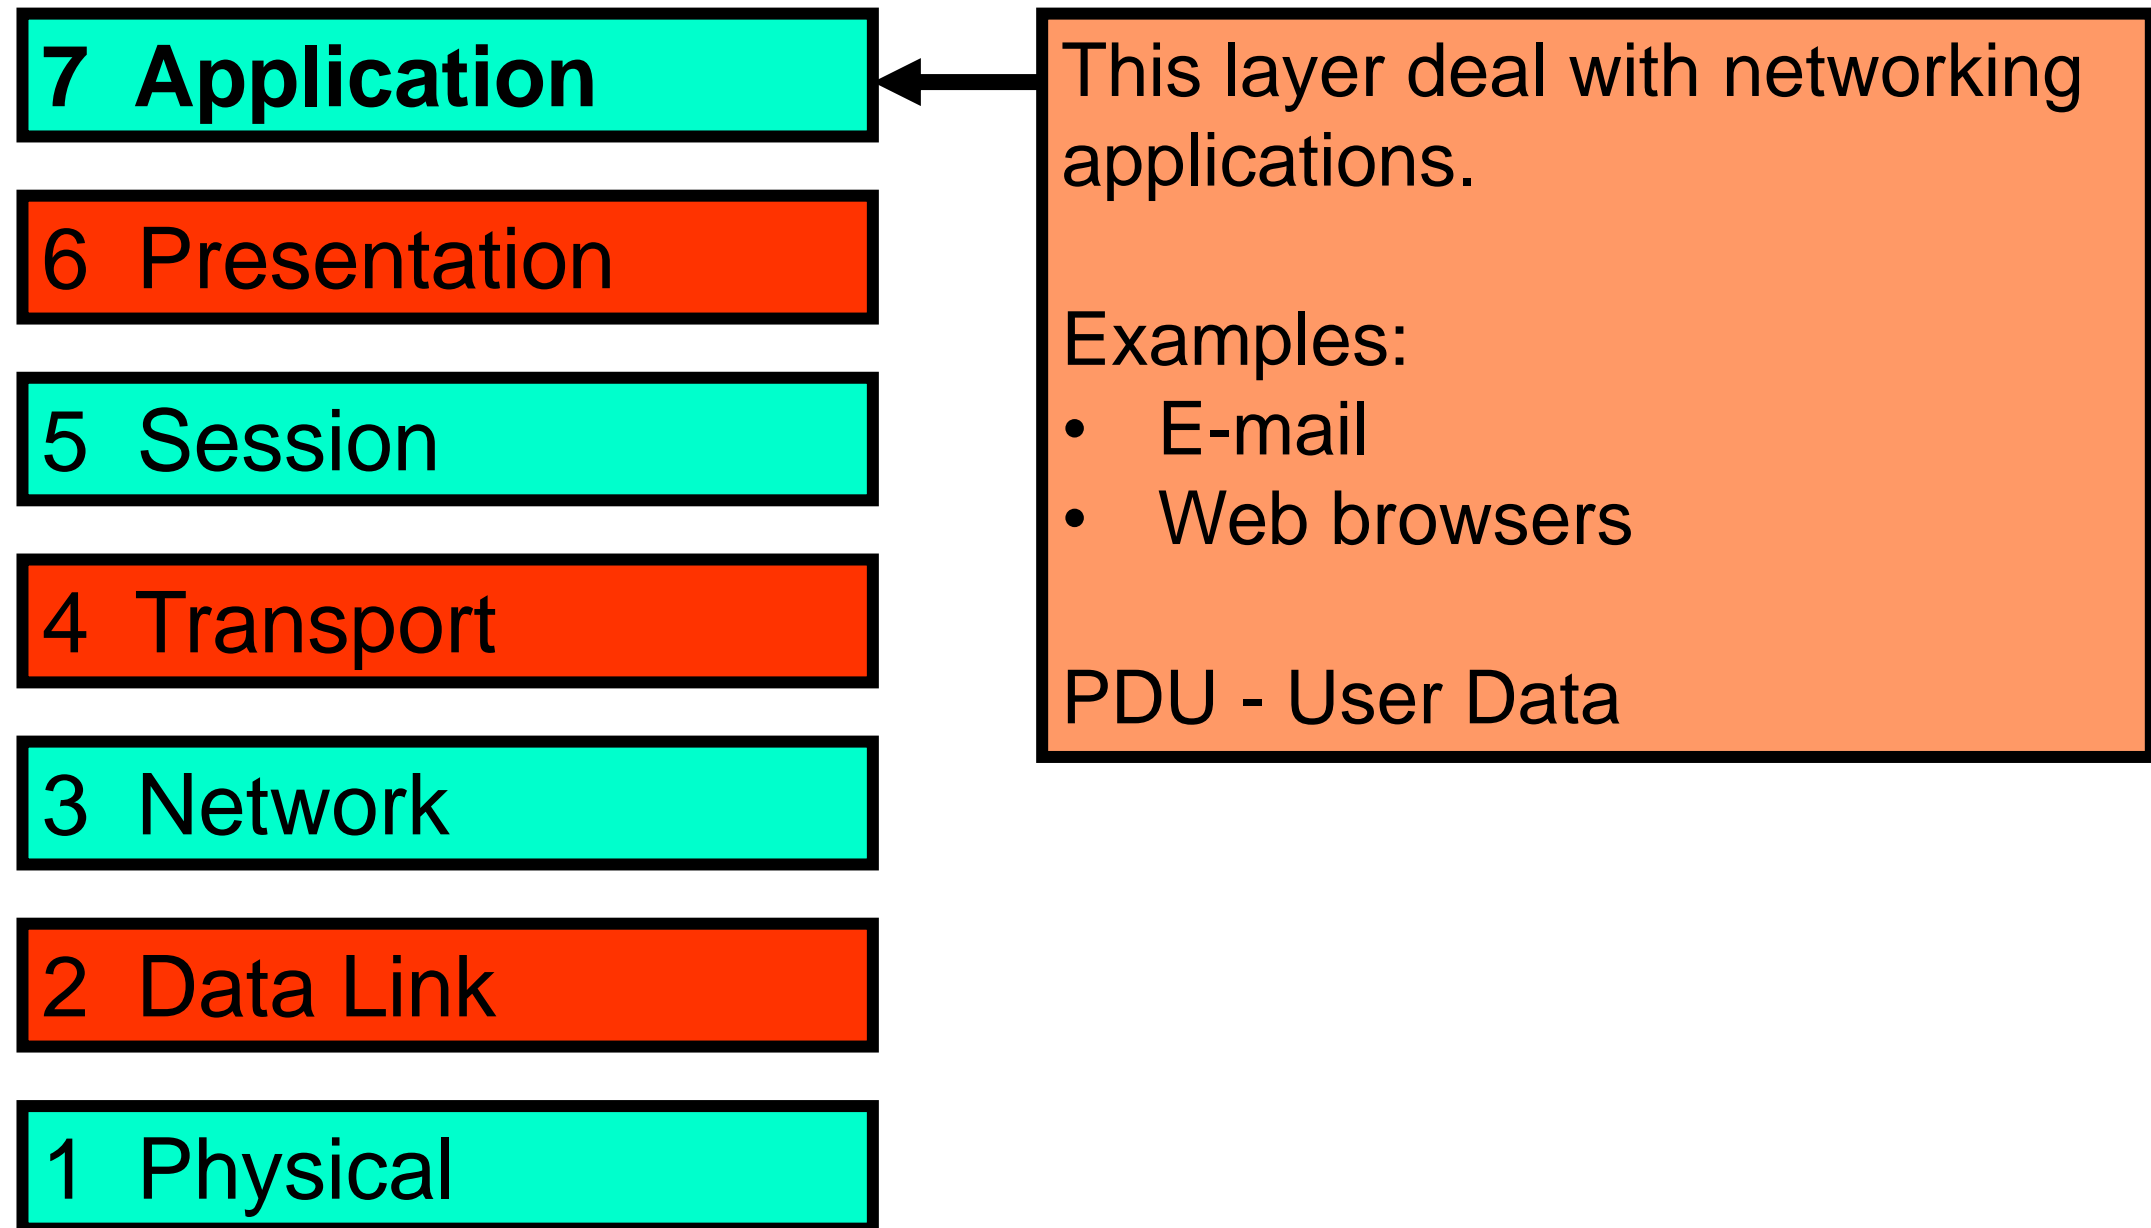 7 Application
6 Presentation
5 Session
4 Transport
3 Network
2 Data Link
1 Physical
This layer deal with networking
applications.
Examples:
• E-mail
• Web browsers
PDU - User Data